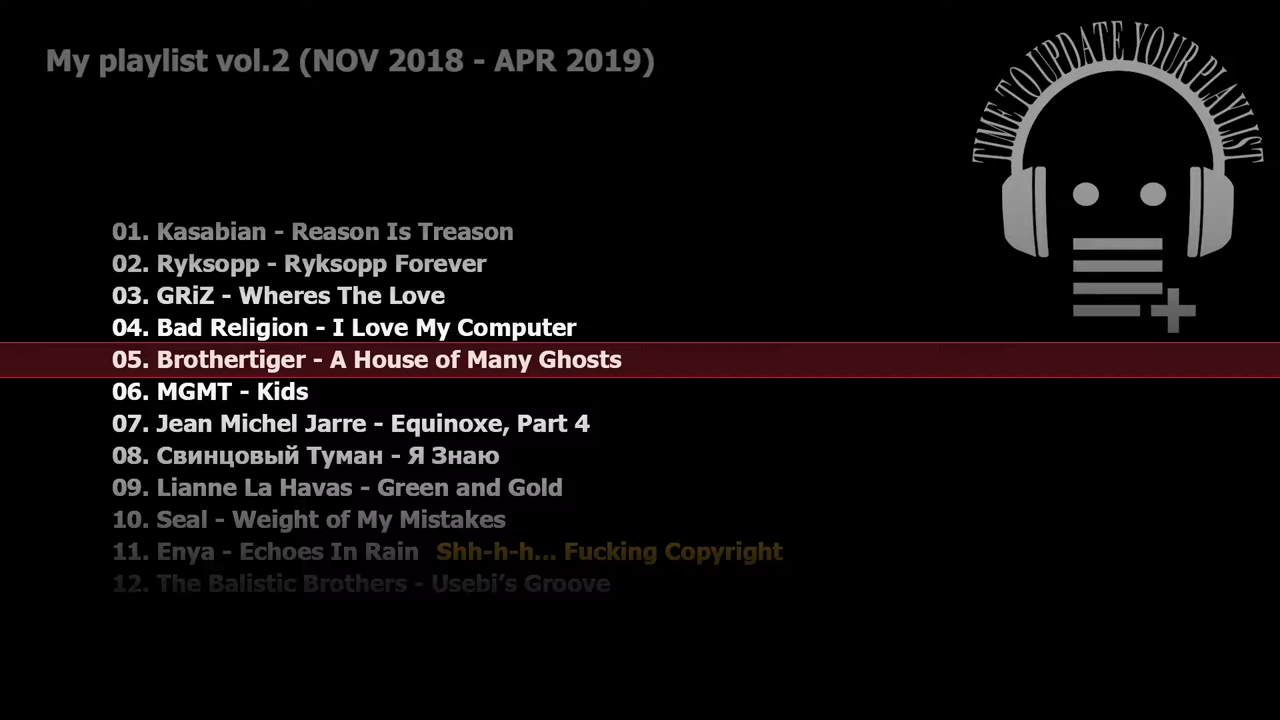 My playlist vol.2 (NOV 2018 - APR 2019)
TIME TO UPDATE YOUR PLAYLIST
01. Kasabian - Reason Is Treason
02. Ryksopp - Ryksopp Forever
03. GRiZ - Wheres The Love
04. Bad Religion - I Love My Computer
05. Brothertiger - A House of Many Ghosts
06. MGMT - Kids
07. Jean Michel Jarre - Equinoxe, Part 4
08. Свинцовый Туман - Я Знаю
09. Lianne La Havas - Green and Gold
10. Seal - Weight of My Mistakes
11. Enya - Echoes In Rain Shh-h-h... Fucking Copyright
12. The Balistic Brothers - Usebi’s Groove